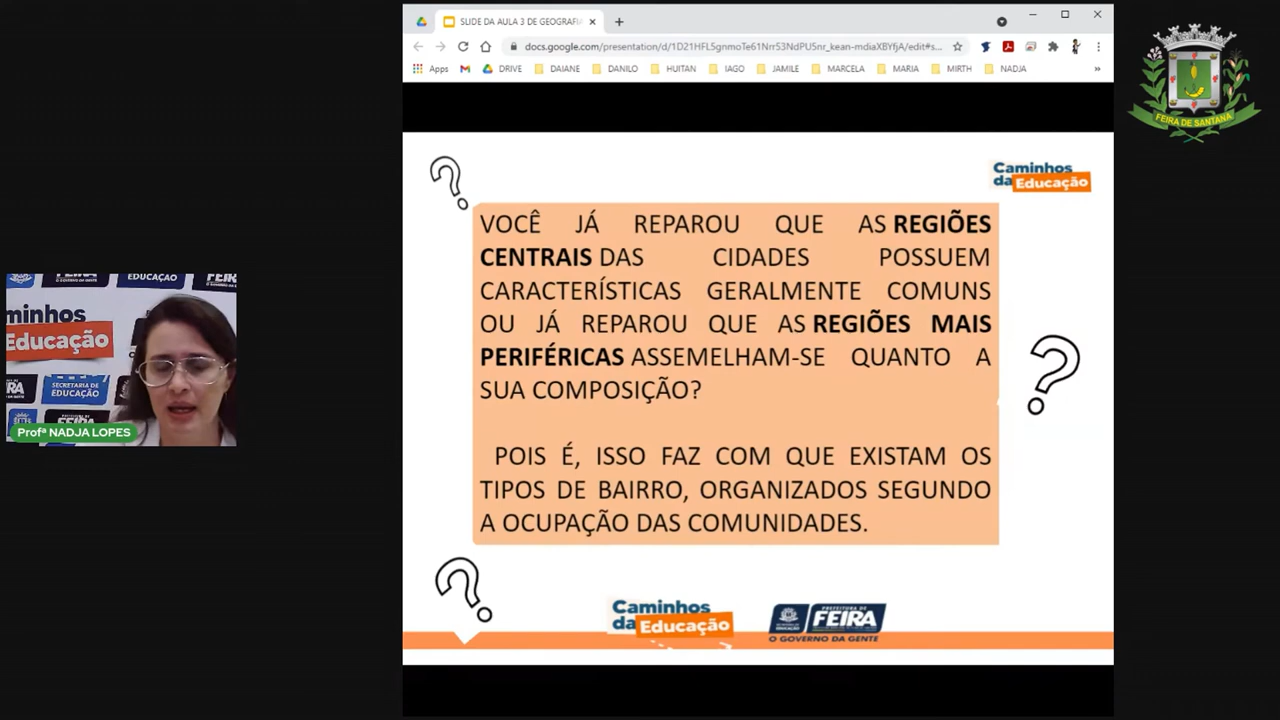 SLIDE DA AULA 3 DE GEOGRAFIA
docs.google.com/presentation/d/1D21HFL5gnmoTe61Nrr53NdPU5nr_kean-mdiaXBYfjA/edit#s...
Apps DRIVE DAIANE DANILO HUITAN IAGO JAMILE MARCELA MARIA MIRTH NADJA
FEIRA DE SANTANA
Caminhos
da Educação
VOCÊ JÁ REPAROU QUE AS REGIÕES
CENTRAIS DAS CIDADES POSSUEM
CARACTERÍSTICAS GERALMENTE COMUNS
OU JÁ REPAROU QUE AS REGIÕES MAIS
PERIFÉRICAS ASSEMELHAM-SE QUANTO A
SUA COMPOSIÇÃO?
POIS É, ISSO FAZ COM QUE EXISTAM OS
TIPOS DE BAIRRO, ORGANIZADOS SEGUNDO
A OCUPAÇÃO DAS COMUNIDADES.
Caminhos
da Educação
PREFEITURA DE
FEIRA
O GOVERNO DA GENTE
EDUCAÇÃO
minhos
Educação
SECRETARIA DE
EDUCAÇÃO
FEIRA
Profª NADJA LOPES